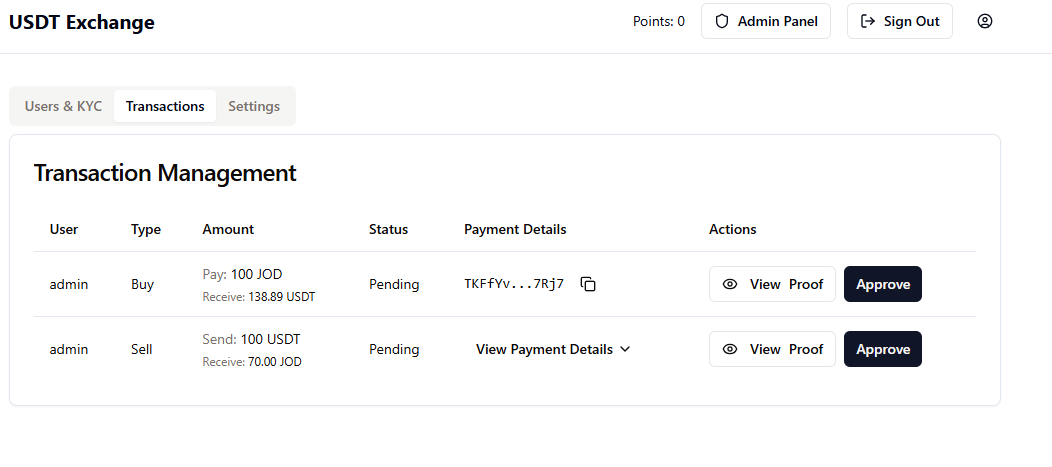 USDT Exchange
Points: 0
Admin Panel
Sign Out
Users & KYC
Transactions
Settings
Transaction Management
User Type Amount Status Payment Details Actions
admin Buy Pay: 100 JOD Pending TKFfYv...7Rj7 View Proof Approve
Receive: 138.89 USDT
admin Sell Send: 100 USDT Pending View Payment Details View Proof Approve
Receive: 70.00 JOD